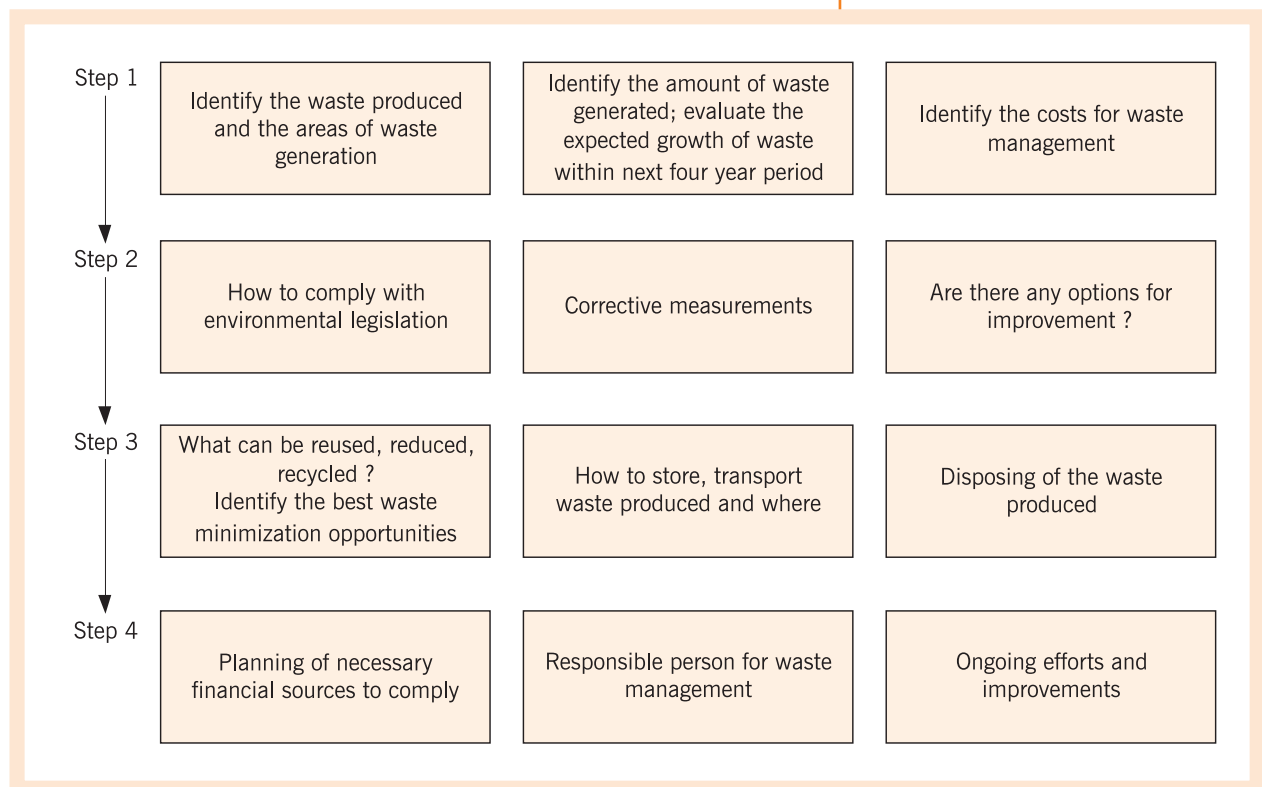 Step 1
Identify the waste produced
and the areas of waste
generation
Identify the amount of waste
generated; evaluate the
expected growth of waste
within next four year period
Identify the costs for waste
management
Step 2
How to comply with
environmental legislation
Corrective measurements
Are there any options for
improvement ?
Step 3
What can be reused, reduced,
recycled ?
Identify the best waste
minimization opportunities
How to store, transport
waste produced and where
Disposing of the waste
produced
Step 4
Planning of necessary
financial sources to comply
Responsible person for waste
management
Ongoing efforts and
improvements